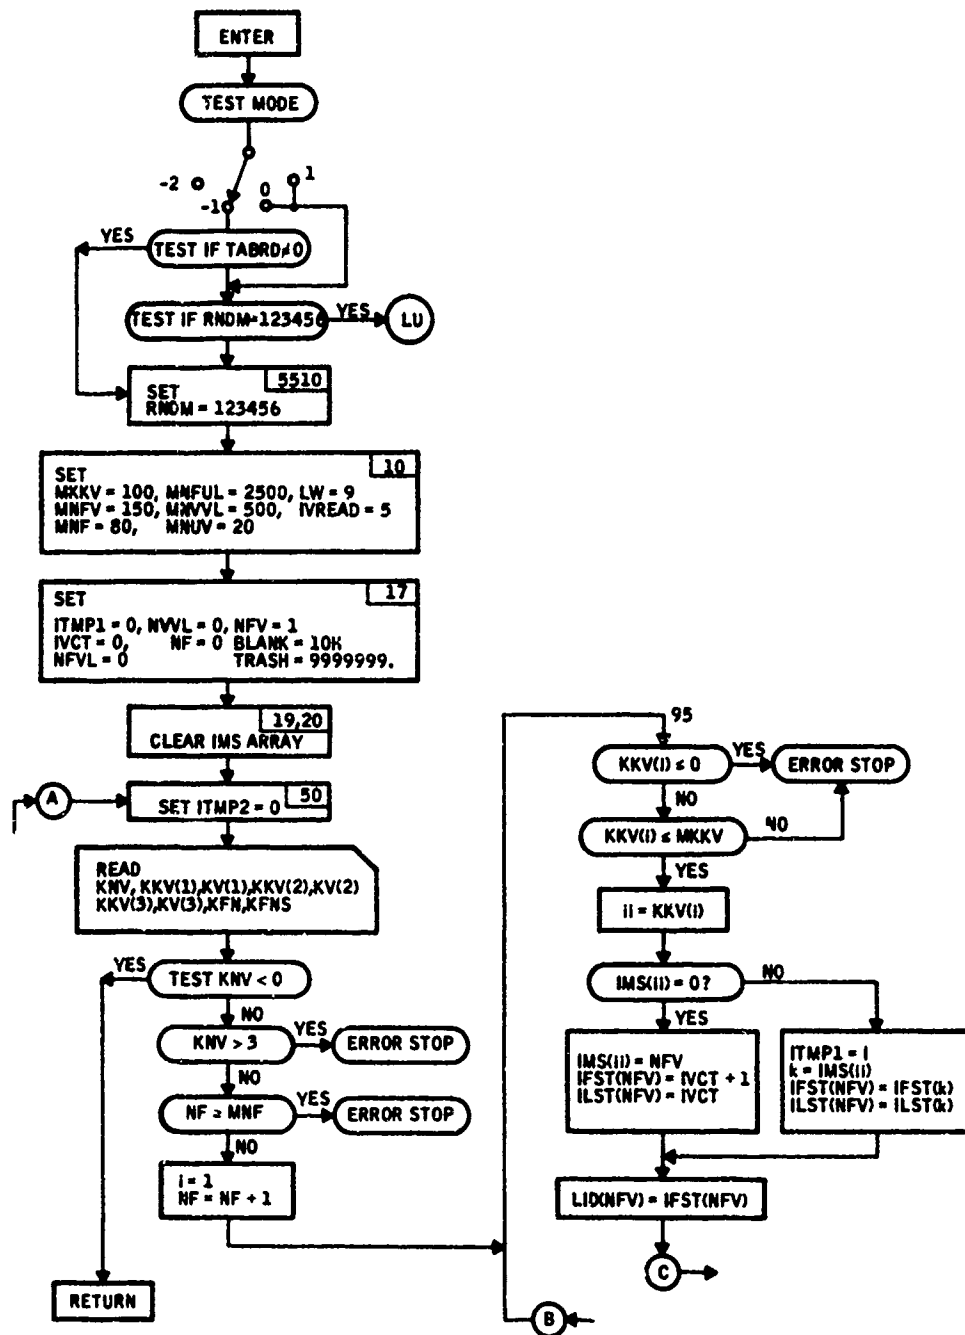 ENTER
TEST MODE
-2
-1
0
1
YES
TEST IF TABRD≠0
TEST IF RNDM=123456
YES
LU
5510
SET
RNDM = 123456
10
SET
MKKV = 100, MNFUL = 2500, LW = 9
MNFV = 150, MNVVL = 500, IVREAD = 5
MNF = 80, MNUV = 20
17
SET
ITMP1 = 0, NVVL = 0, NFV = 1
IVCT = 0, NF = 0 BLANK = 10H
NFVL = 0 TRASH = 9999999.
19,20
CLEAR IMS ARRAY
A
50
SET ITMP2 = 0
READ
KNV, KKV(1),KV(1),KKV(2),KV(2)
KKV(3),KV(3),KFN,KFNS
YES
TEST KNV < 0
NO
KNV > 3
YES
ERROR STOP
NO
NF ≥ MNF
YES
ERROR STOP
NO
i = 1
NF = NF + 1
RETURN
95
KKV(i) ≤ 0
YES
ERROR STOP
NO
KKV(i) ≤ MKKV
NO
YES
ii = KKV(i)
IMS(ii) = 0?
NO
YES
IMS(ii) = NFV
IFST(NFV) = IVCT + 1
ILST(NFV) = IVCT
ITMP1 = 1
k = IMS(ii)
IFST(NFV) = IFST(k)
ILST(NFV) = ILST(k)
LID(NFV) = IFST(NFV)
C
B